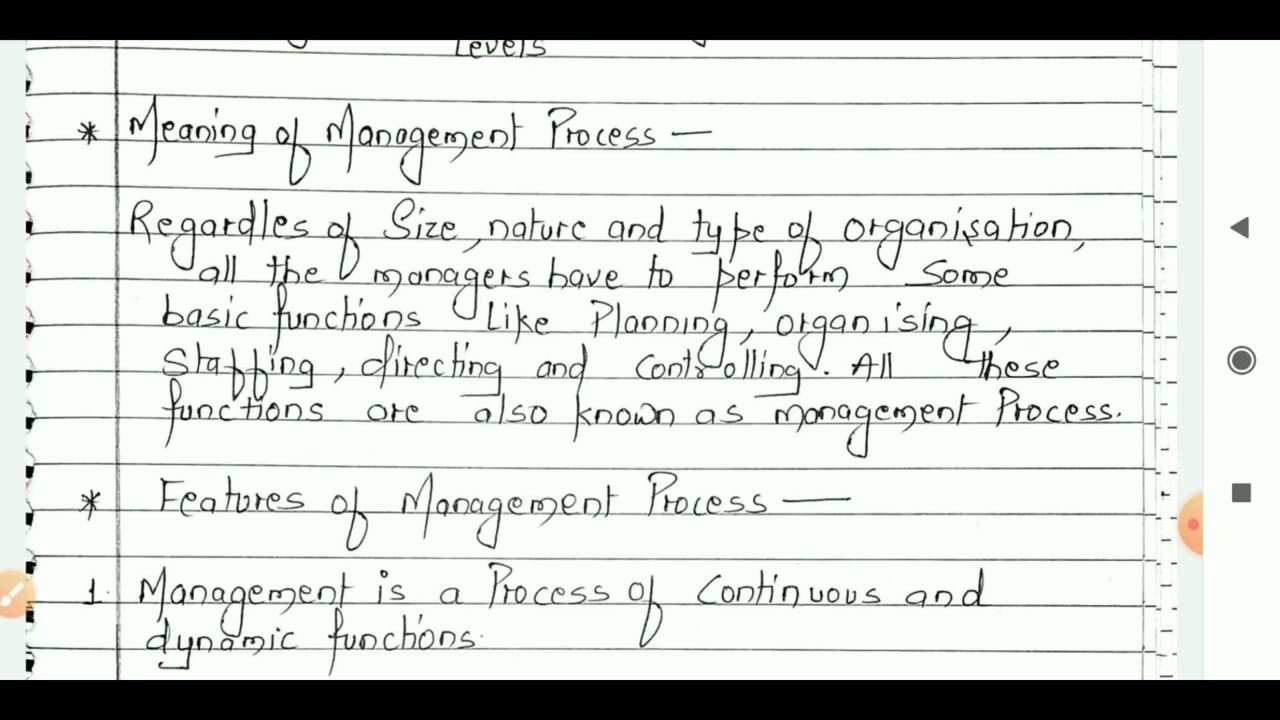 Levels
* Meaning of Management Process —
Regardles of Size, nature and type of organisation,
all the managers have to perform Some
basic functions Like Planning, organising,
Staffing, directing and Controlling. All these
functions are also known as management Process.
* Features of Management Process —
1. Management is a Process of Continuous and
dynamic functions.